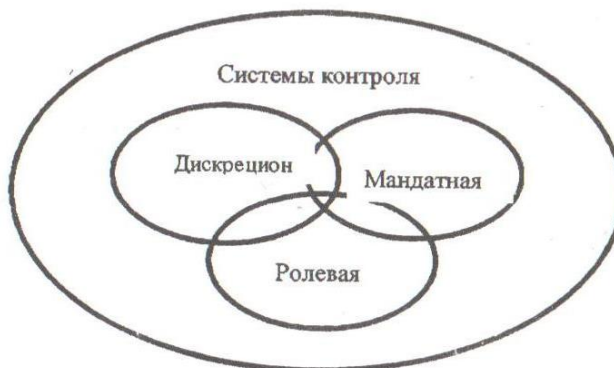 Системы контроля
Дискрецион
Мандатная
Ролевая